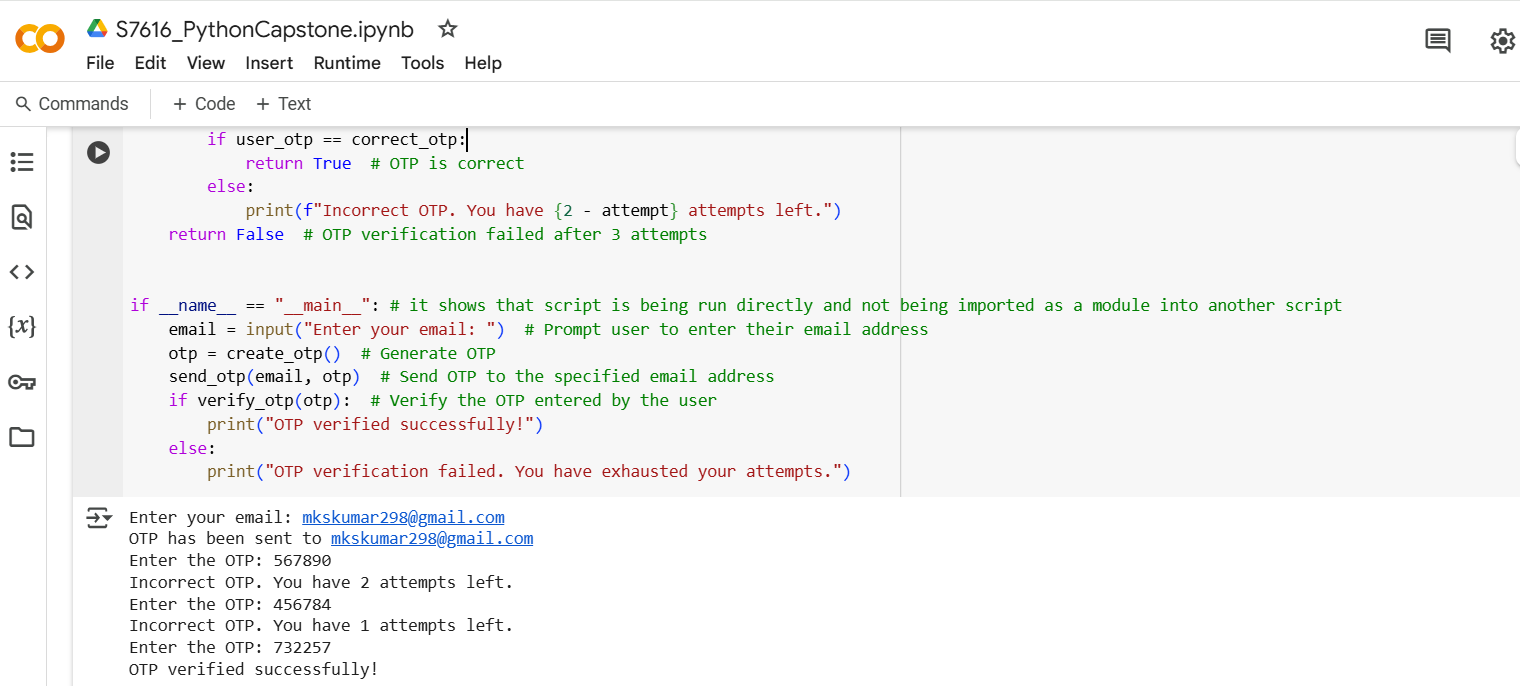 S7616_PythonCapstone.ipynb
File Edit View Insert Runtime Tools Help
Commands + Code + Text
if user_otp == correct_otp:
return True  # OTP is correct
else:
print(f"Incorrect OTP. You have {2 - attempt} attempts left.")
return False  # OTP verification failed after 3 attempts
if __name__ == "__main__": # it shows that script is being run directly and not being imported as a module into another script
email = input("Enter your email: ")  # Prompt user to enter their email address
otp = create_otp()  # Generate OTP
send_otp(email, otp)  # Send OTP to the specified email address
if verify_otp(otp):  # Verify the OTP entered by the user
print("OTP verified successfully!")
else:
print("OTP verification failed. You have exhausted your attempts.")
Enter your email: mkskumar298@gmail.com
OTP has been sent to mkskumar298@gmail.com
Enter the OTP: 567890
Incorrect OTP. You have 2 attempts left.
Enter the OTP: 456784
Incorrect OTP. You have 1 attempts left.
Enter the OTP: 732257
OTP verified successfully!